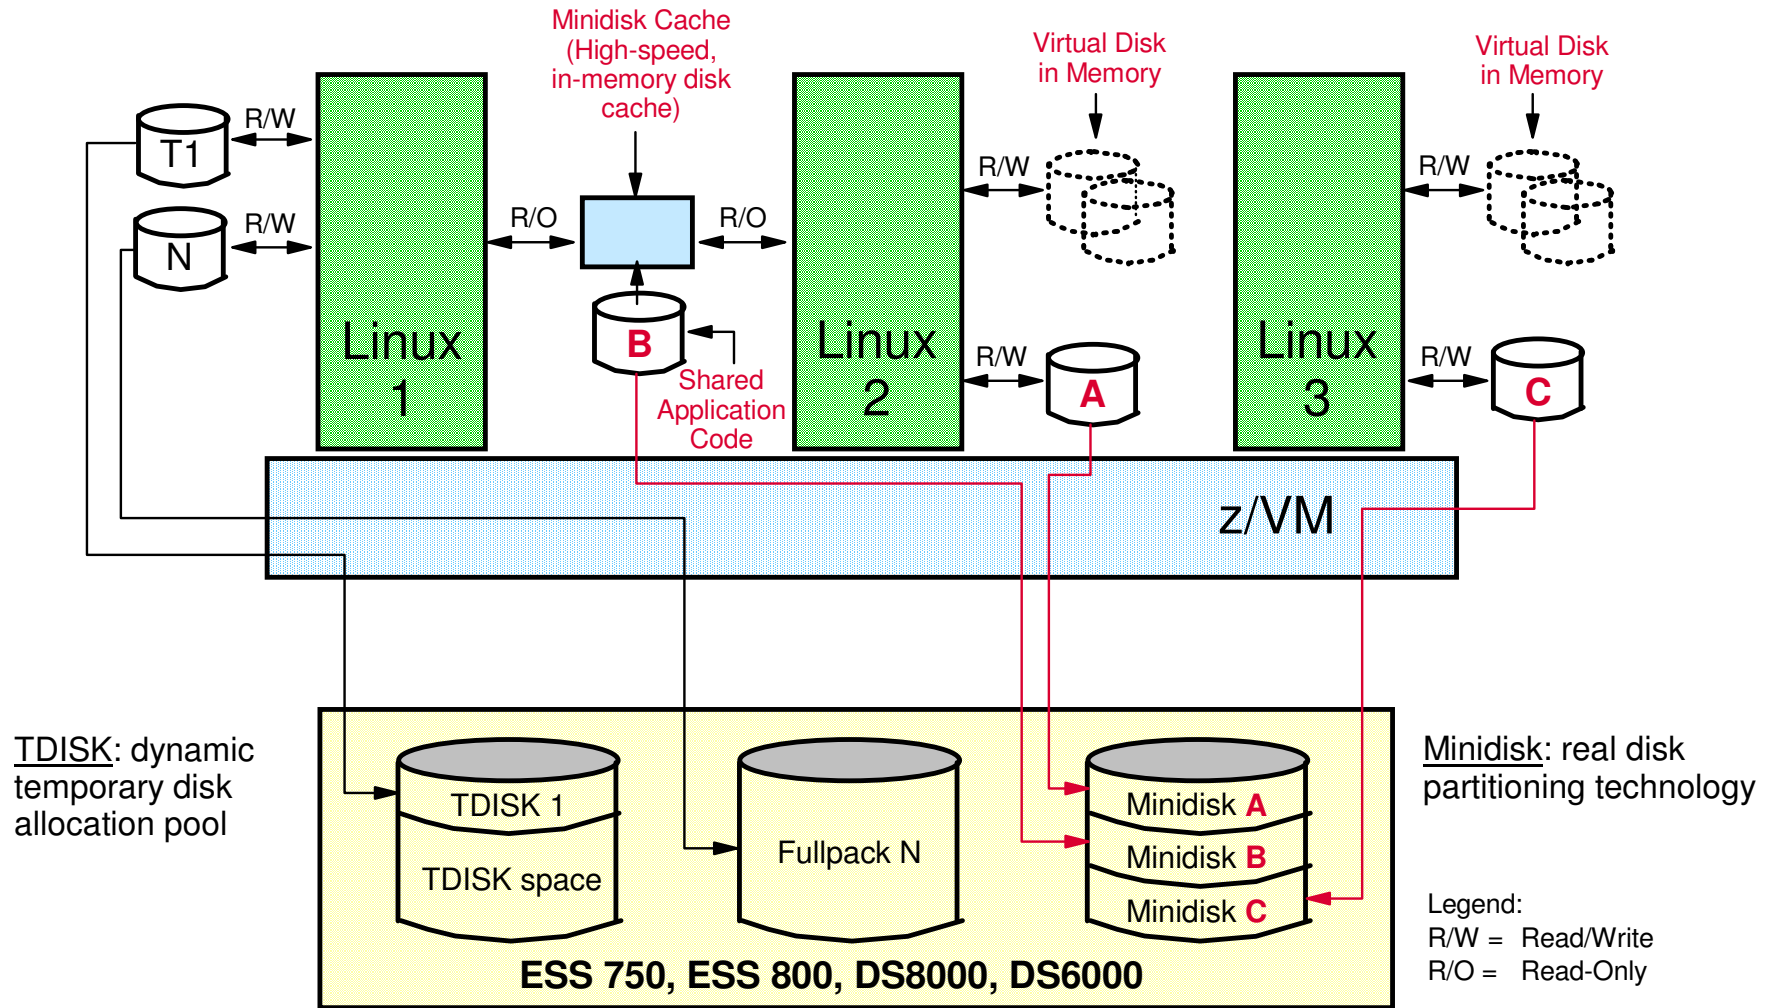 Minidisk Cache
(High-speed,
in-memory disk
cache)
Virtual Disk
in Memory
Virtual Disk
in Memory
T1
R/W
N
R/W
Linux
1
R/O
R/O
B
Shared
Application
Code
Linux
2
R/W
R/W
A
Linux
3
R/W
R/W
C
z/VM
TDISK: dynamic
temporary disk
allocation pool
TDISK 1
TDISK space
Fullpack N
Minidisk A
Minidisk B
Minidisk C
ESS 750, ESS 800, DS8000, DS6000
Minidisk: real disk
partitioning technology
Legend:
R/W = Read/Write
R/O = Read-Only